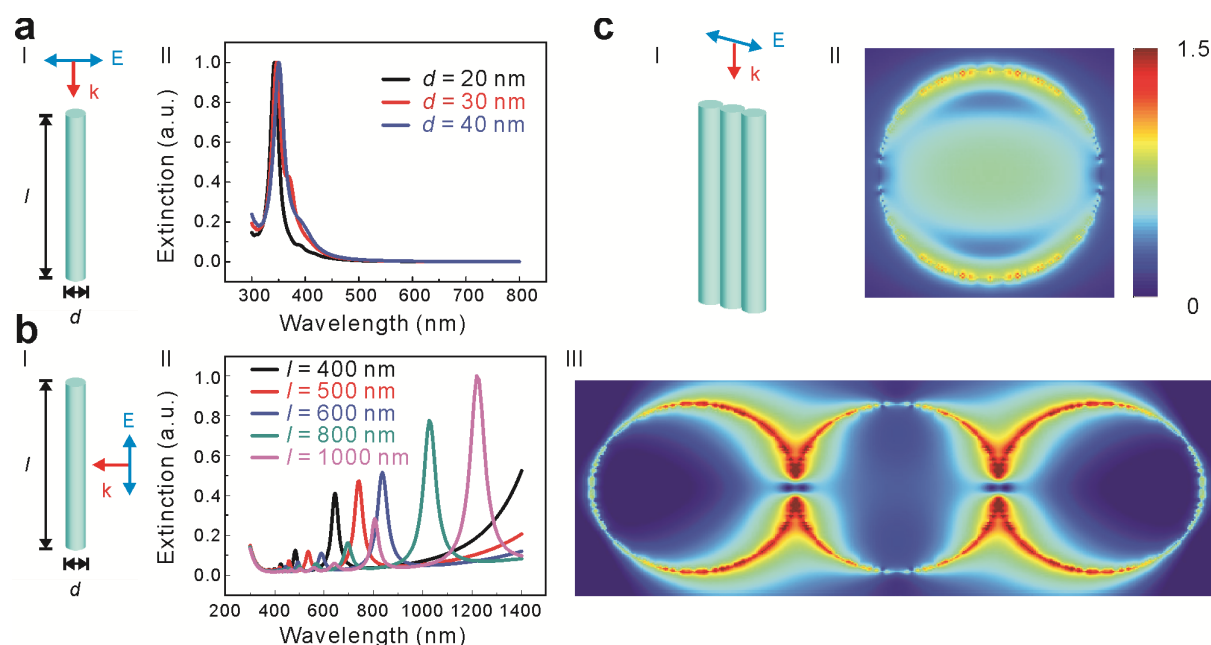 a
I
E
k
l
d
II
Extinction (a.u.)
1.0
0.8
0.6
0.4
0.2
0.0
d = 20 nm
d = 30 nm
d = 40 nm
300 400 500 600 700 800
Wavelength (nm)
b
I
E
k
l
d
II
Extinction (a.u.)
1.0
0.8
0.6
0.4
0.2
0.0
l = 400 nm
l = 500 nm
l = 600 nm
l = 800 nm
l = 1000 nm
200 400 600 800 1000 1200 1400
Wavelength (nm)
c
I
E
k
II
1.5
0
III